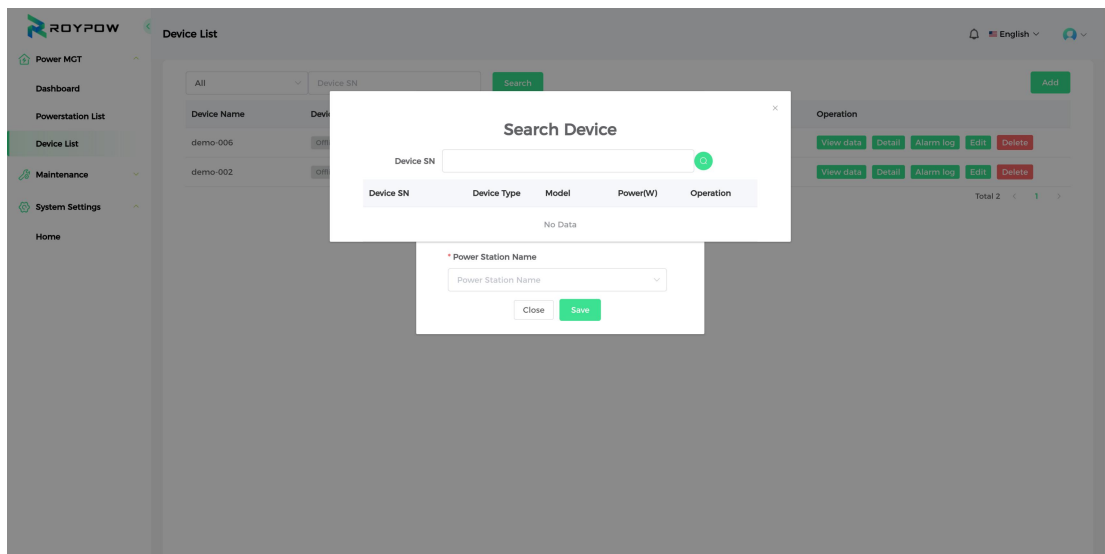 ROYPOW
Device List
English
Power MGT
Dashboard
Powerstation List
Device List
Maintenance
System Settings
Home
All
Device SN
Search
Add
Device Name
Operation
demo-006
View data Detail Alarm log Edit Delete
demo-002
View data Detail Alarm log Edit Delete
Total 2 < 1 >
Search Device
Device SN
Device SN Device Type Model Power(W) Operation
No Data
* Power Station Name
Power Station Name
Close Save